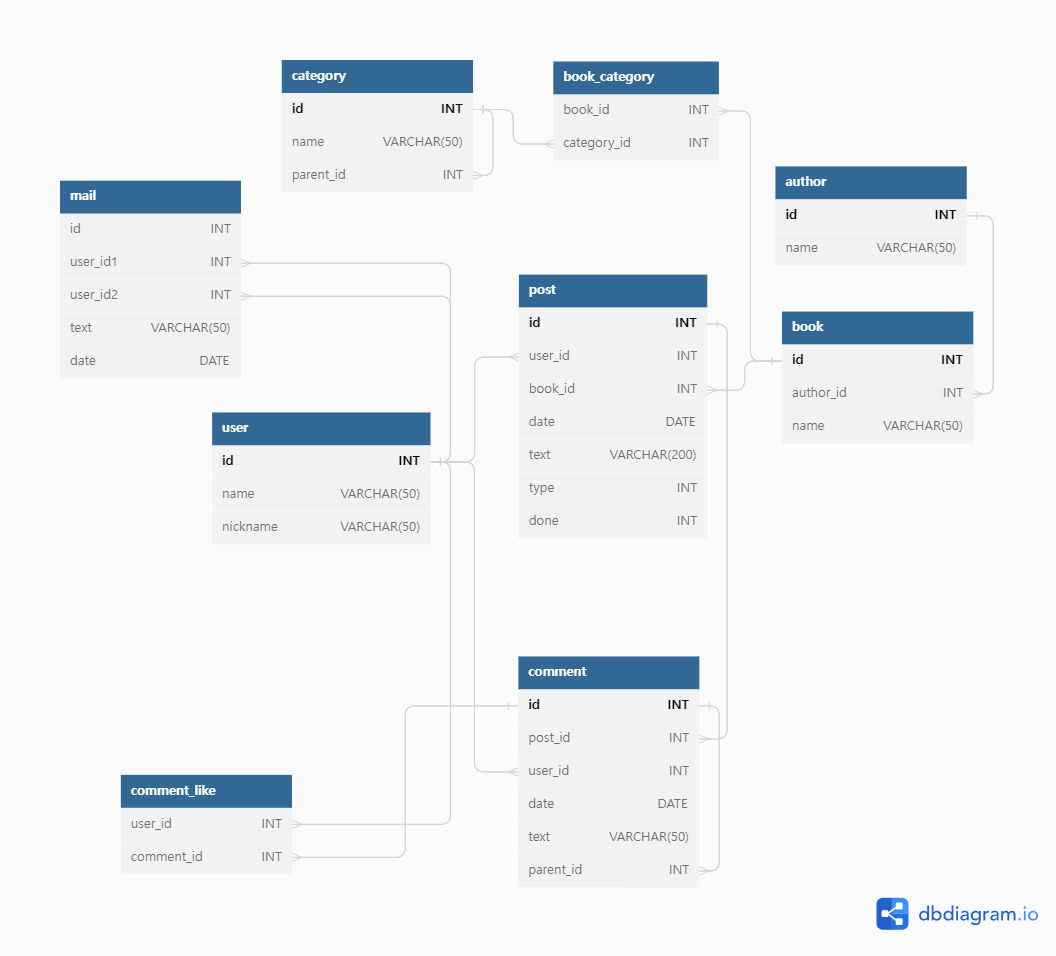 category
id INT
name VARCHAR(50)
parent_id INT
book_category
book_id INT
category_id INT
author
id INT
name VARCHAR(50)
mail
id INT
user_id1 INT
user_id2 INT
text VARCHAR(50)
date DATE
post
id INT
user_id INT
book_id INT
date DATE
text VARCHAR(200)
type INT
done INT
book
id INT
author_id INT
name VARCHAR(50)
user
id INT
name VARCHAR(50)
nickname VARCHAR(50)
comment
id INT
post_id INT
user_id INT
date DATE
text VARCHAR(50)
parent_id INT
comment_like
user_id INT
comment_id INT
dbdiagram.io